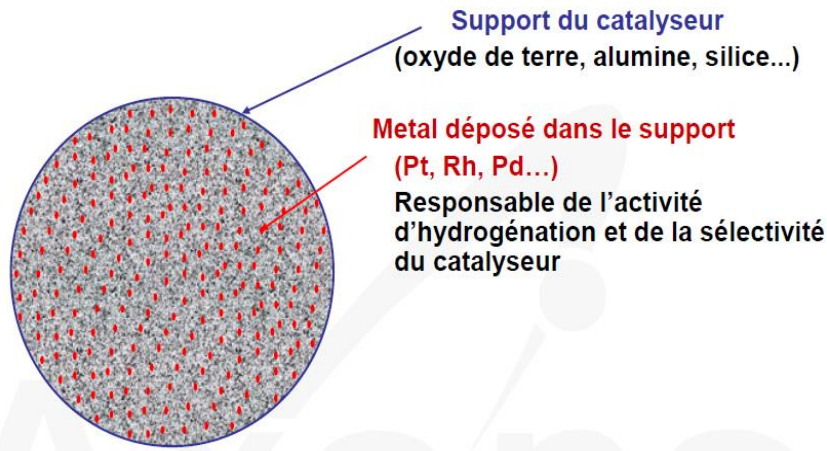 Support du catalyseur
(oxyde de terre, alumine, silice...)
Metal déposé dans le support
(Pt, Rh, Pd…)
Responsable de l’activité
d’hydrogénation et de la sélectivité
du catalyseur